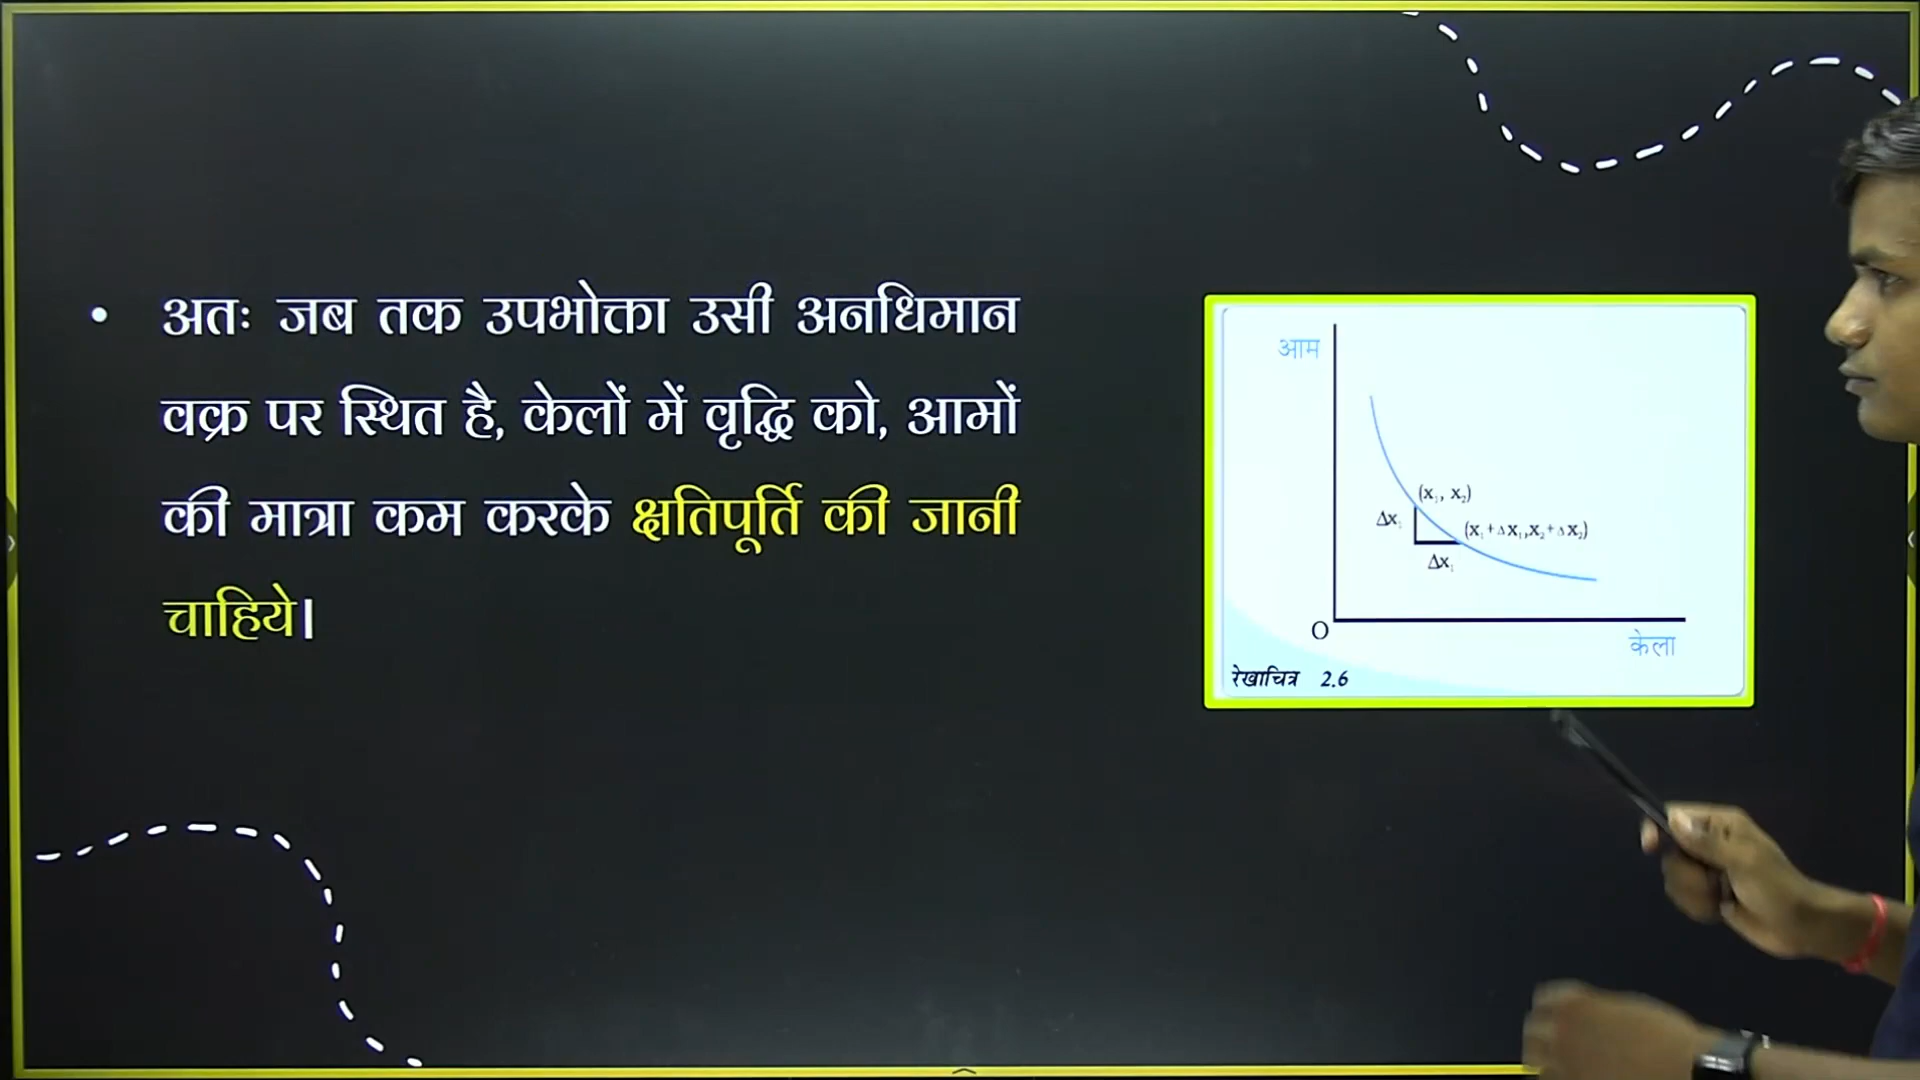 • अतः जब तक उपभोक्ता उसी अनधिमान
वक्र पर स्थित है, केलों में वृद्धि को, आमों
की मात्रा कम करके क्षतिपूर्ति की जानी
चाहिये।
आम
(x₁, x₂)
Δx₁
(x₁+Δx₁,x₂+Δx₂)
Δx₁
O
केला
रेखाचित्र 2.6